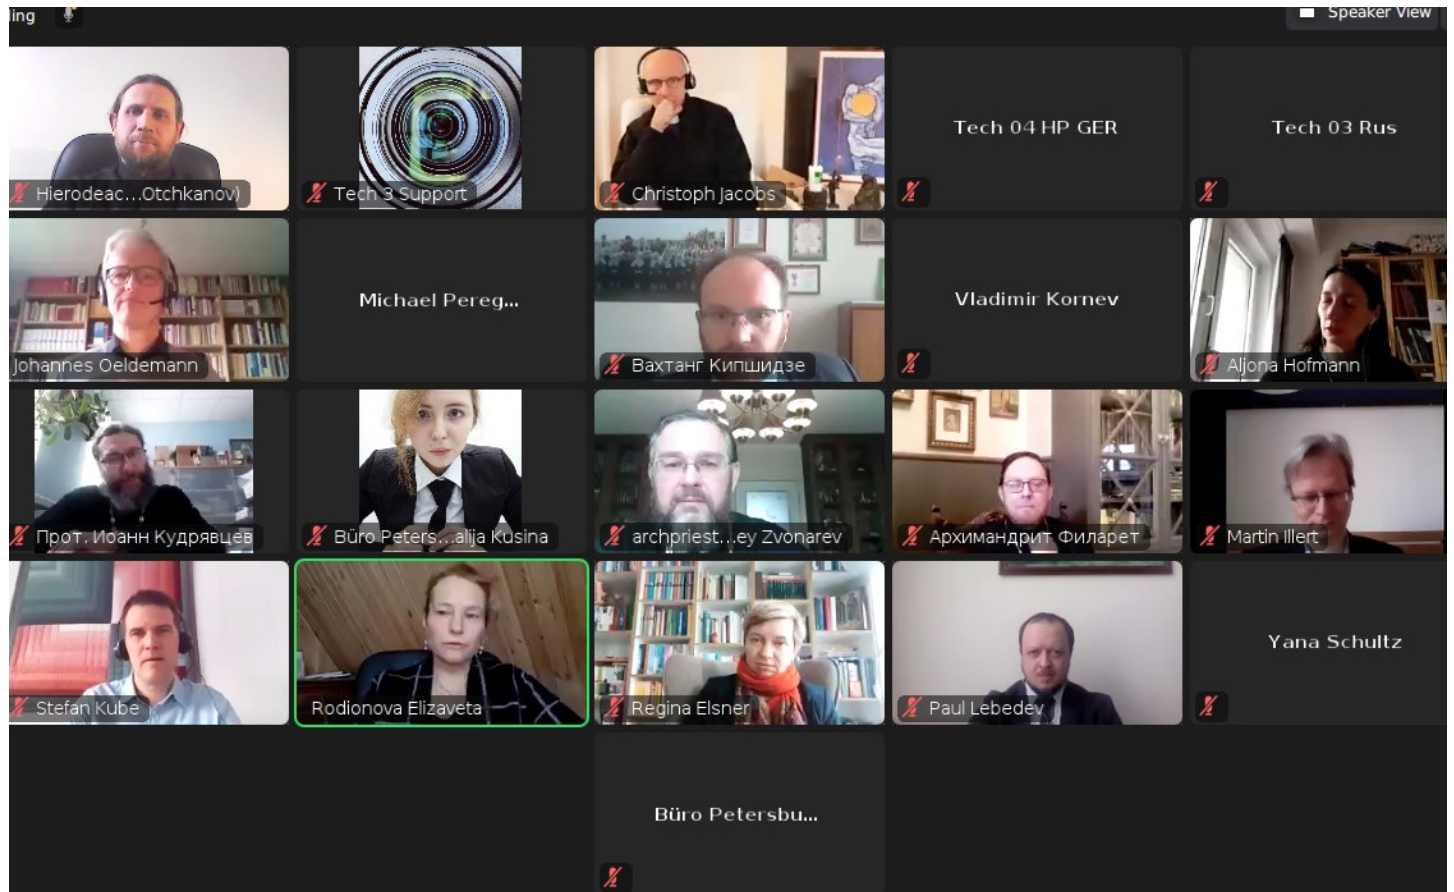 ling
Speaker View
Hierodeac...Otchkanov)
Tech 3 Support
Christoph Jacobs
Tech 04 HP GER
Tech 03 Rus
Johannes Oeldemann
Michael Pereg...
Вахтанг Кипшидзе
Vladimir Kornev
Aljona Hofmann
Прот. Иоанн Кудрявцев
Büro Peters...alija Kusina
archpriest...ey Zvonarev
Архимандрит Филарет
Martin Illert
Stefan Kube
Rodionova Elizaveta
Regina Elsner
Paul Lebedev
Yana Schultz
Büro Petersbu...